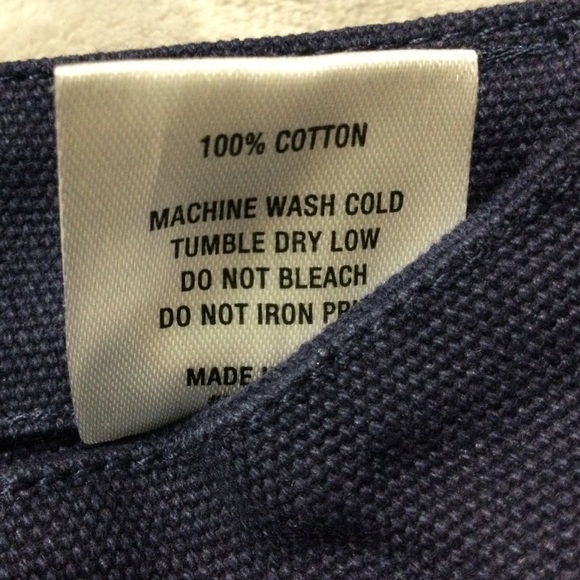 100% COTTON
MACHINE WASH COLD
TUMBLE DRY LOW
DO NOT BLEACH
DO NOT IRON
MADE